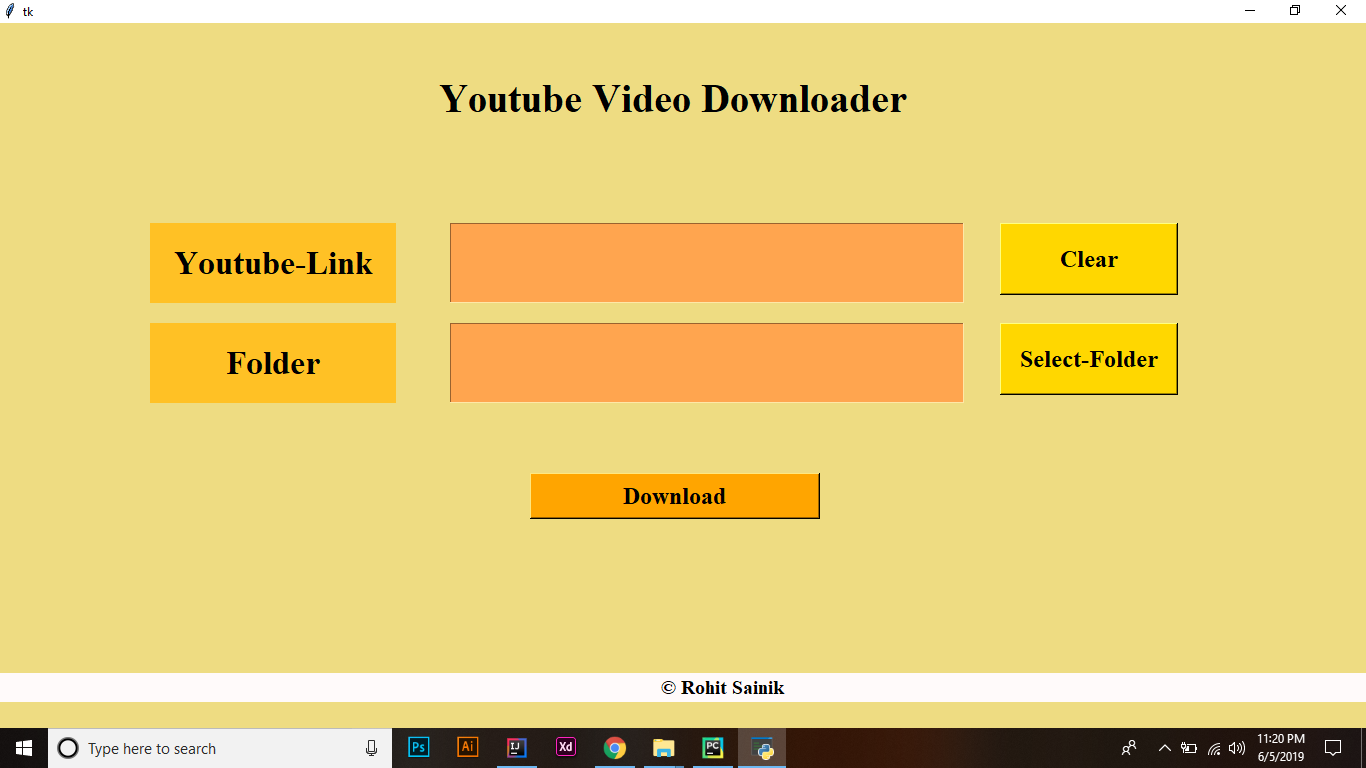 tk
Youtube Video Downloader
Youtube-Link
Clear
Folder
Select-Folder
Download
© Rohit Sainik
Type here to search
Ps
Ai
IJ
Xd
PC
11:20 PM
6/5/2019